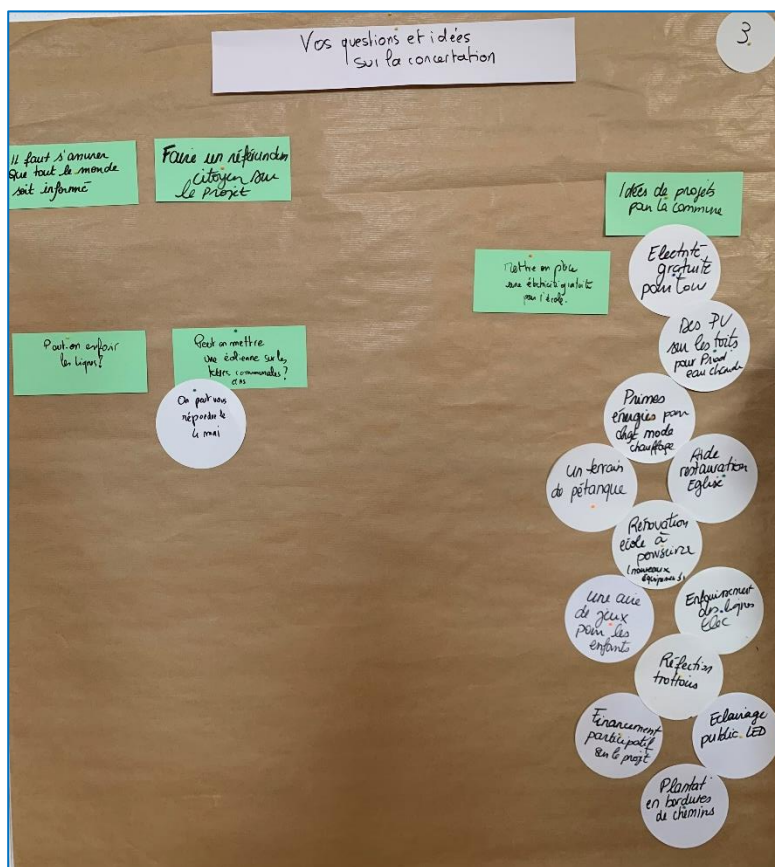 Vos questions et idées
sur la concertation
3.
Il faut s'assurer
que tout le monde
soit informé
Faire un référendum
citoyen sur
le projet
Idées de projets
pour la commune
Mettre en place
une électricité gratuite
pour l'école.
Electricité
gratuite
pour tous
Des PV
sur les toits
pour Prod
eau chaude
Peut-on enfouir
les lignes?
Peut-on mettre
une éolienne sur les
terres communales?
On peut vous
répondre le
4 mai
Primes
énergies pour
chgt mode
chauffage
Un terrain
de pétanque
Aide
restauration
Eglise
Rénovation
école à
poursuivre
(nouveaux
équipemts)
Une aire
de jeux
pour les
enfants
Enfouissement
des lignes
Elec
Réfection
trottoirs
Financement
participatif
sur le projet
Eclairage
public LED
Plantat°
en bordures
de chemins